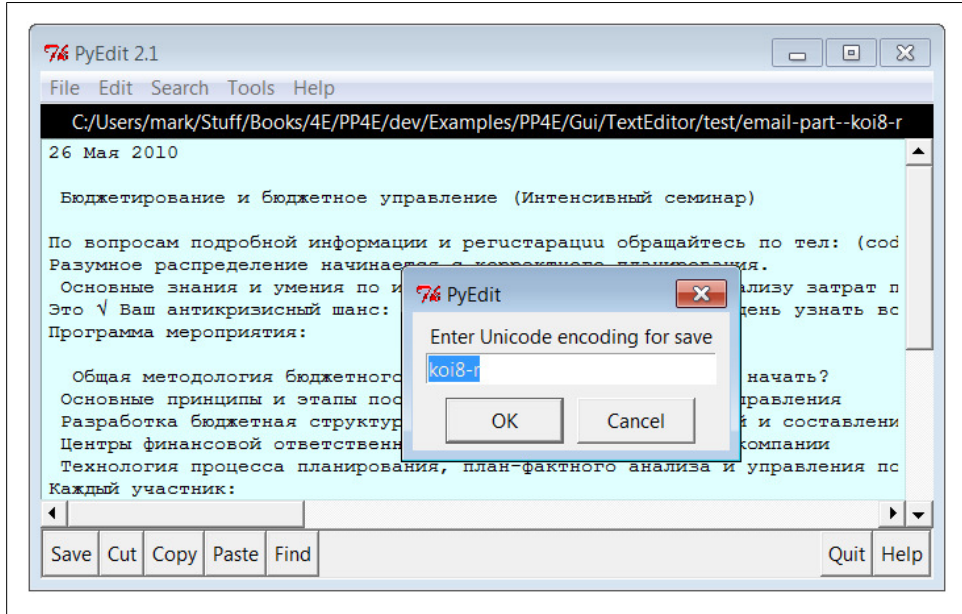 PyEdit 2.1
File Edit Search Tools Help
C:/Users/mark/Stuff/Books/4E/PP4E/dev/Examples/PP4E/Gui/TextEditor/test/email-part--koi8-r
26 Мая 2010
Бюджетирование и бюджетное управление (Интенсивный семинар)
По вопросам подробной информации и регuстарацuu обращайтесь по тел: (cod
Разумное распределение начинается с корректного планирования.
Основные знания и умения по и ализу затрат п
Это √ Ваш антикризисный шанс: день узнать вс
Программа мероприятия:
Общая методология бюджетного начать?
Основные принципы и этапы пос правления
Разработка бюджетная структур й и составлени
Центры финансовой ответственн компании
Технология процесса планирования, план-фактного анализа и управления пс
Каждый участник:
PyEdit
Enter Unicode encoding for save
koi8-r
OK Cancel
Save Cut Copy Paste Find Quit Help